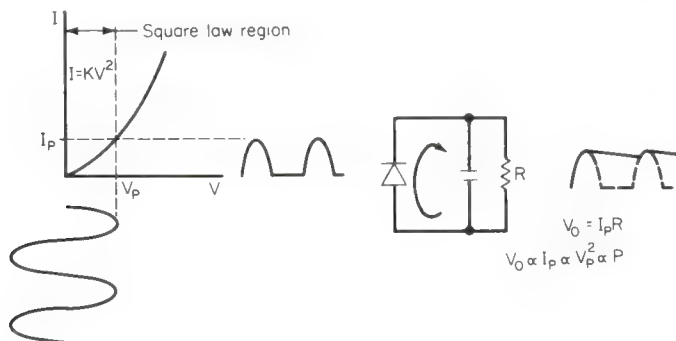 I
Square law region
I=KV²
Iₚ
Vₚ
V
R
V₀ = IₚR
V₀ ∝ Iₚ ∝ Vₚ² ∝ P